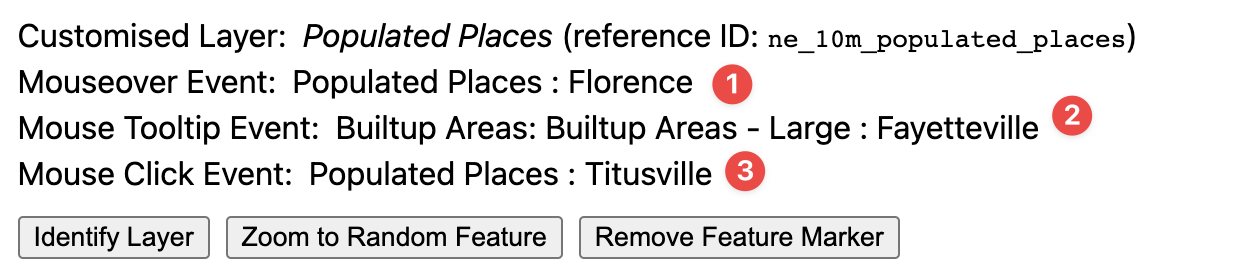 Customised Layer: Populated Places (reference ID: ne_10m_populated_places)
Mouseover Event: Populated Places : Florence 1
Mouse Tooltip Event: Builtup Areas: Builtup Areas - Large : Fayetteville 2
Mouse Click Event: Populated Places : Titusville 3
Identify Layer Zoom to Random Feature Remove Feature Marker